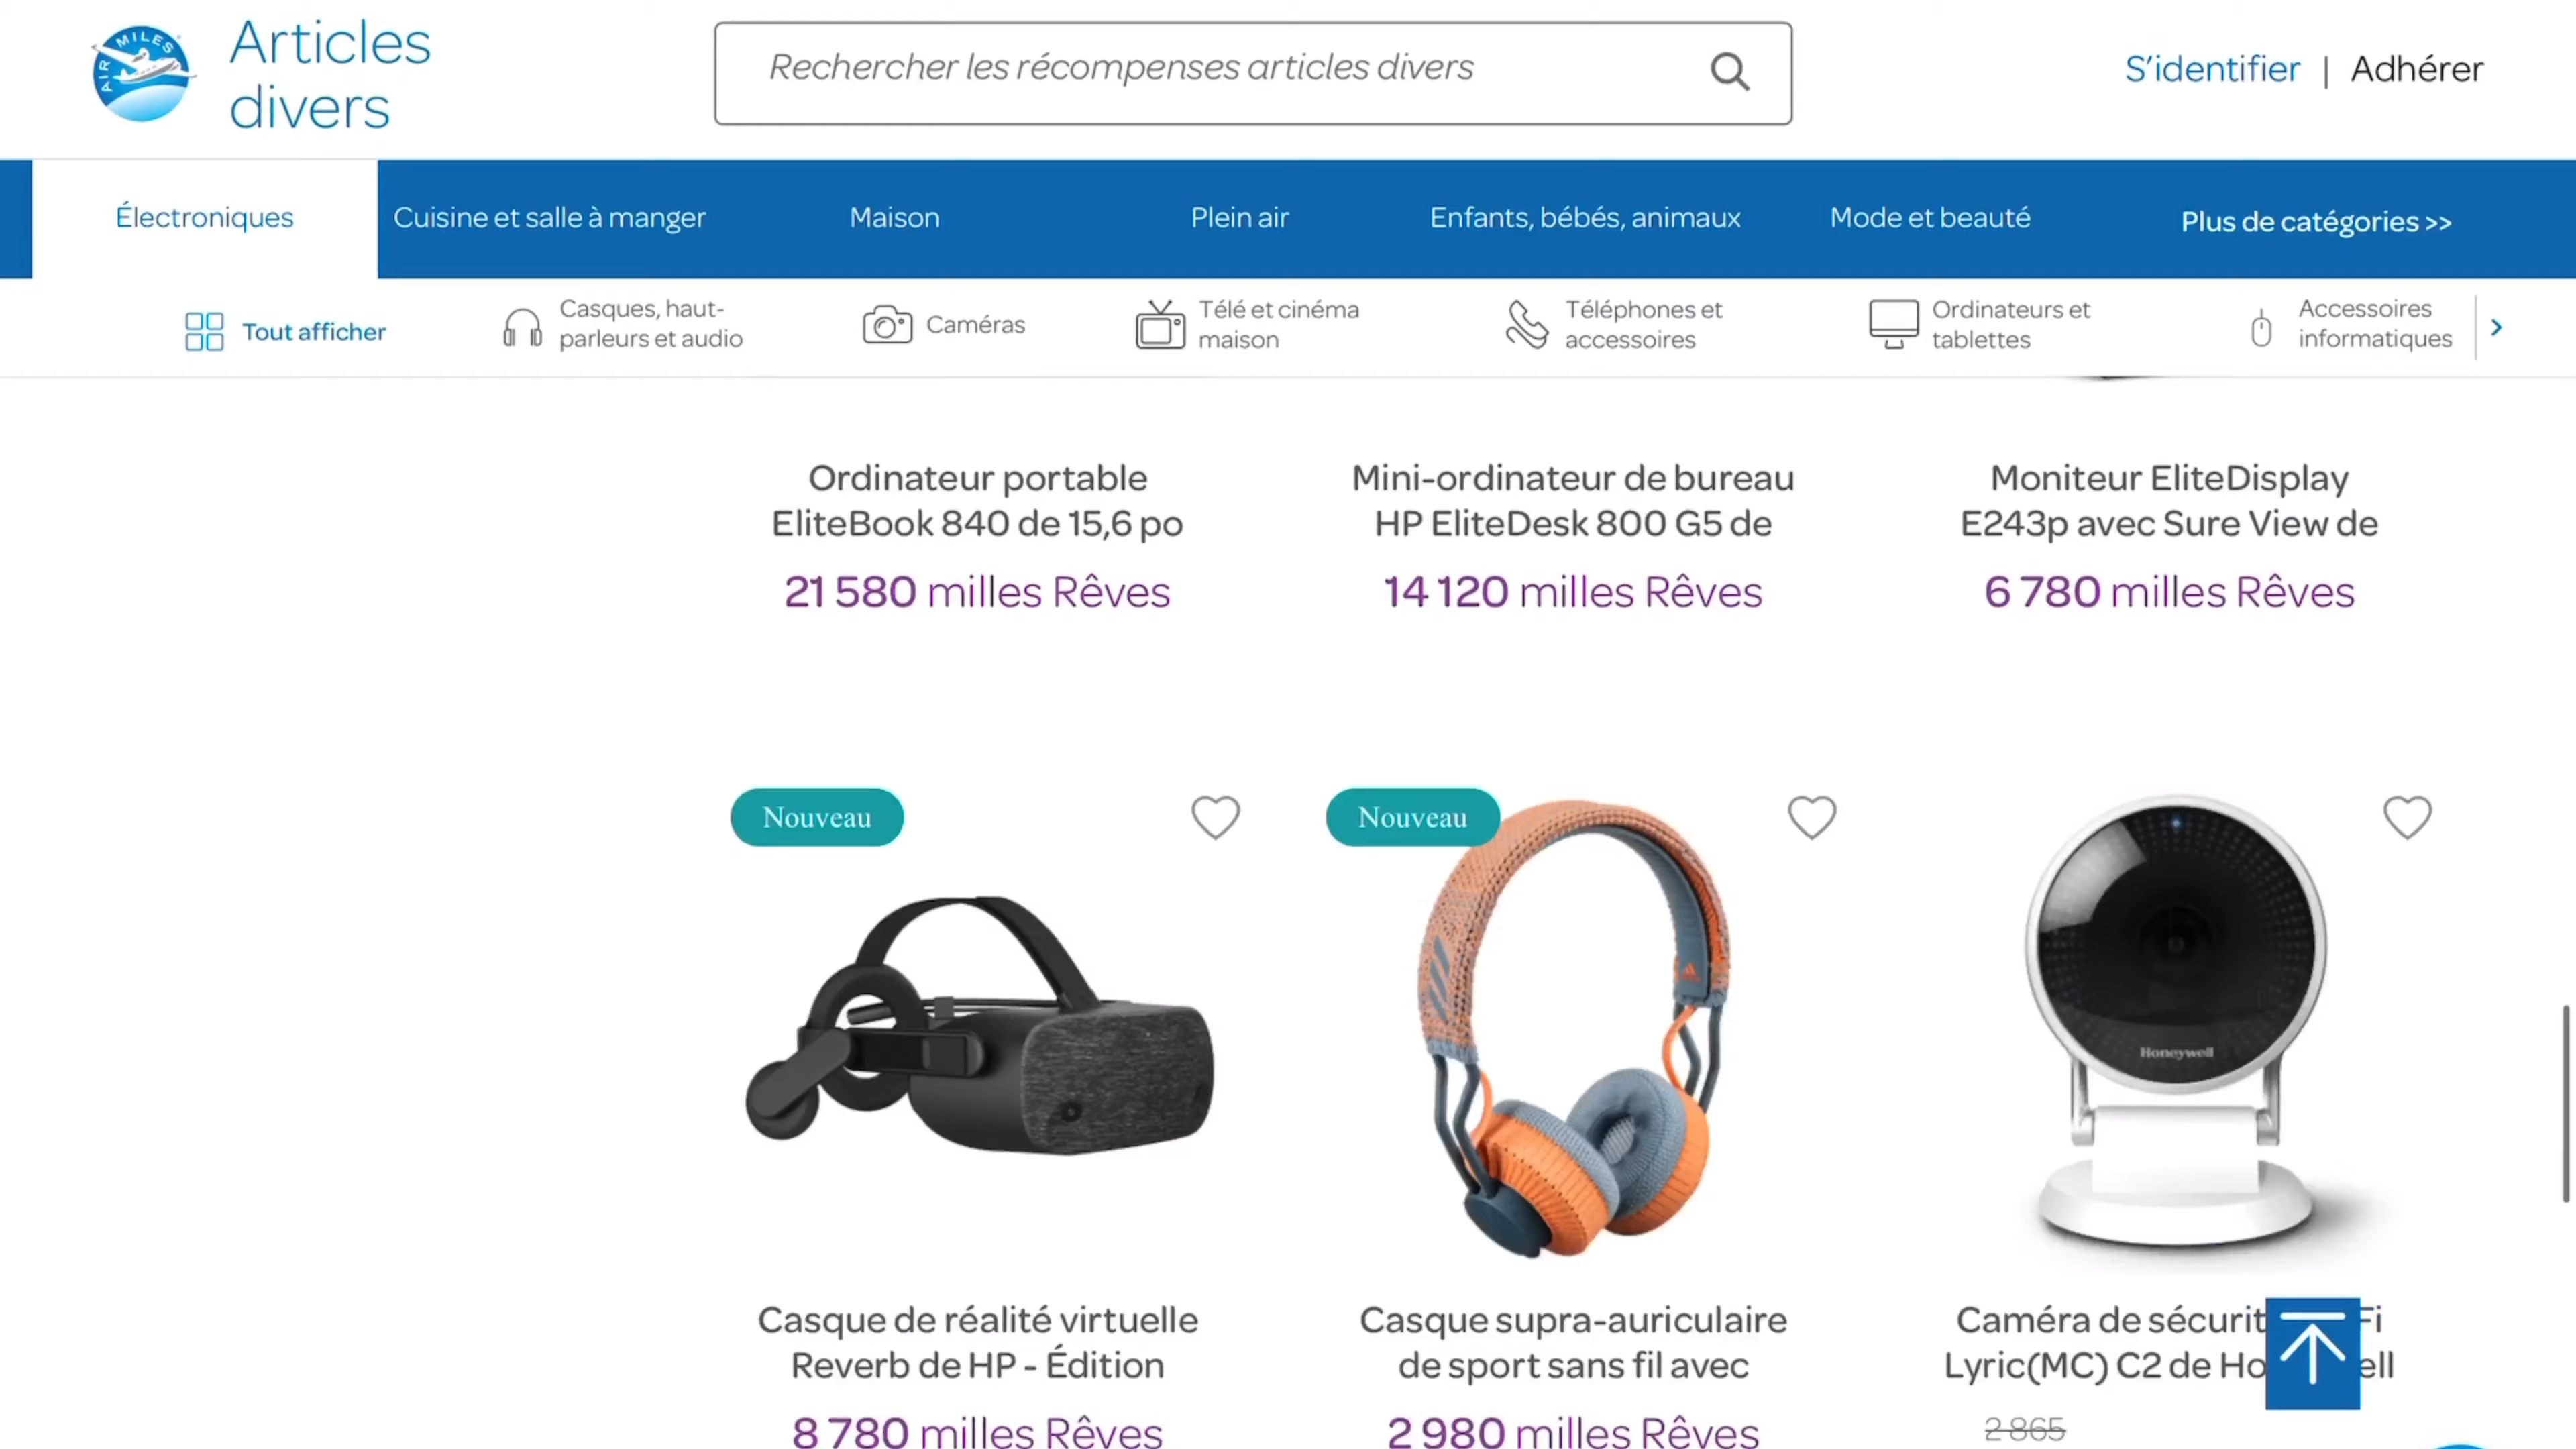 AIR MILES
Articles
divers
Rechercher les récompenses articles divers
S'identifier | Adhérer
Électroniques
Cuisine et salle à manger
Maison
Plein air
Enfants, bébés, animaux
Mode et beauté
Plus de catégories >>
Tout afficher
Casques, haut-
parleurs et audio
Caméras
Télé et cinéma
maison
Téléphones et
accessoires
Ordinateurs et
tablettes
Accessoires
informatiques
Ordinateur portable
EliteBook 840 de 15,6 po
21 580 milles Rêves
Mini-ordinateur de bureau
HP EliteDesk 800 G5 de
14 120 milles Rêves
Moniteur EliteDisplay
E243p avec Sure View de
6 780 milles Rêves
Nouveau
Nouveau
Honeywell
Casque de réalité virtuelle
Reverb de HP - Édition
8 780 milles Rêves
Casque supra-auriculaire
de sport sans fil avec
2 980 milles Rêves
Caméra de sécurit Fi
Lyric(MC) C2 de Ho ell
2 865